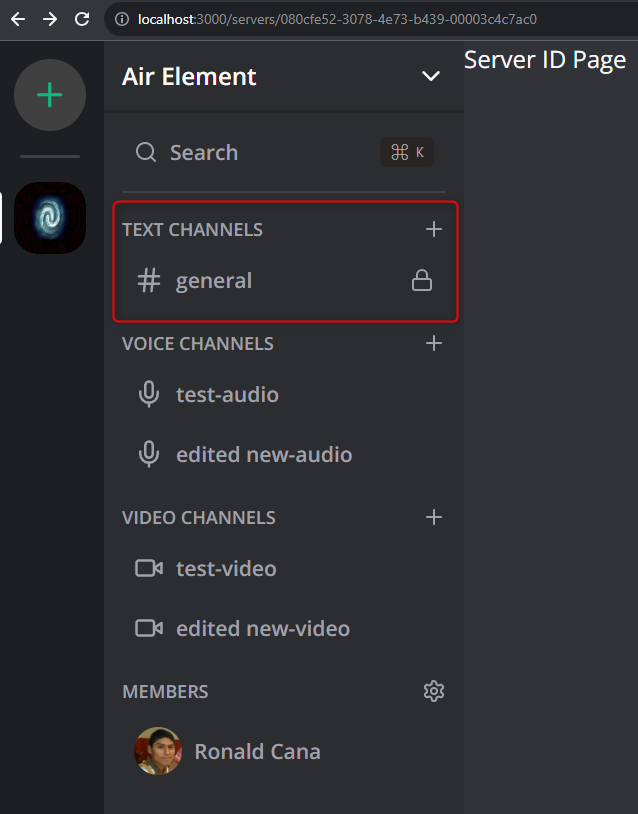 localhost:3000/servers/080cfe52-3078-4e73-b439-00003c4c7ac0
Air Element
Server ID Page
Search
⌘ K
TEXT CHANNELS
general
VOICE CHANNELS
test-audio
edited new-audio
VIDEO CHANNELS
test-video
edited new-video
MEMBERS
Ronald Cana